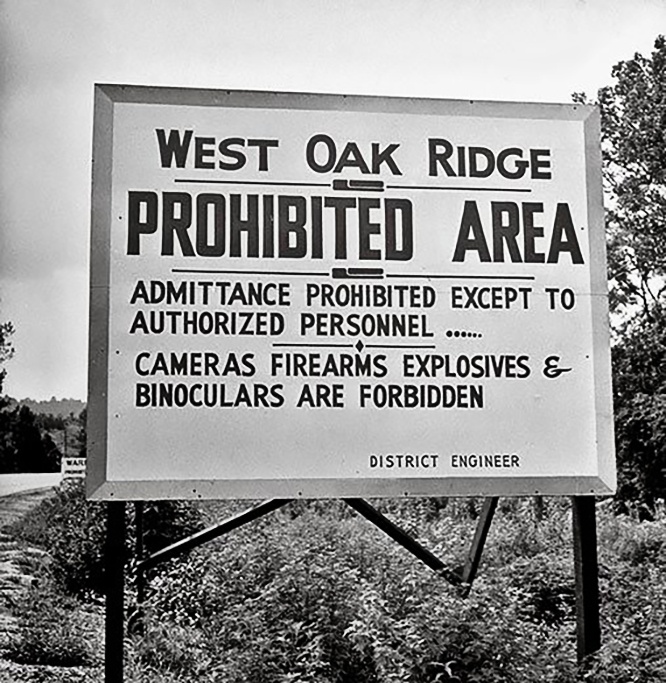 WEST OAK RIDGE
PROHIBITED AREA
ADMITTANCE PROHIBITED EXCEPT TO
AUTHORIZED PERSONNEL ......
CAMERAS FIREARMS EXPLOSIVES &
BINOCULARS ARE FORBIDDEN
DISTRICT ENGINEER